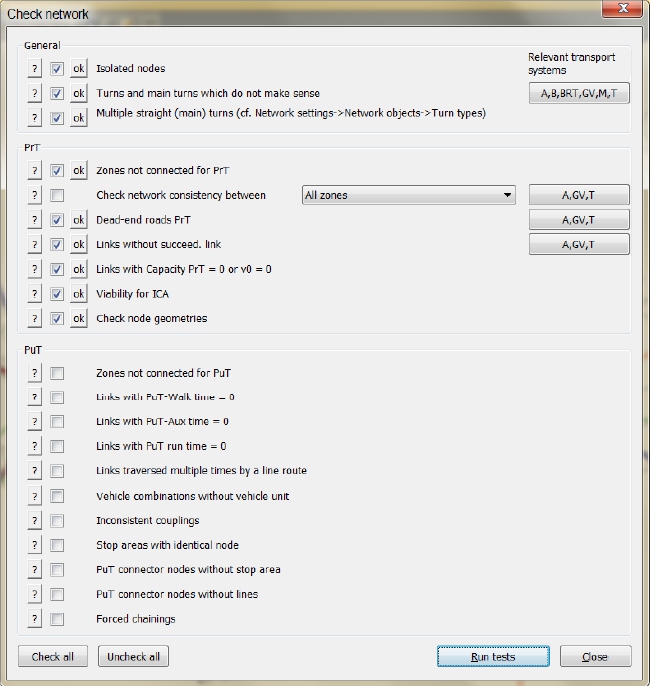 Check network
General
Relevant transport
systems
? ok Isolated nodes
? ok Turns and main turns which do not make sense A,B,BRT,GV,M,T
? ok Multiple straight (main) turns (cf. Network settings->Network objects->Turn types)
PrT
? ok Zones not connected for PrT
? Check network consistency between All zones A,GV,T
? ok Dead-end roads PrT A,GV,T
? ok Links without succeed. link A,GV,T
? ok Links with Capacity PrT = 0 or v0 = 0
? ok Viability for ICA
? ok Check node geometries
PuT
? Zones not connected for PuT
? Links with PuT-Walk time = 0
? Links with PuT-Aux time = 0
? Links with PuT run time = 0
? Links traversed multiple times by a line route
? Vehicle combinations without vehicle unit
? Inconsistent couplings
? Stop areas with identical node
? PuT connector nodes without stop area
? PuT connector nodes without lines
? Forced chainings
Check all Uncheck all Run tests Close